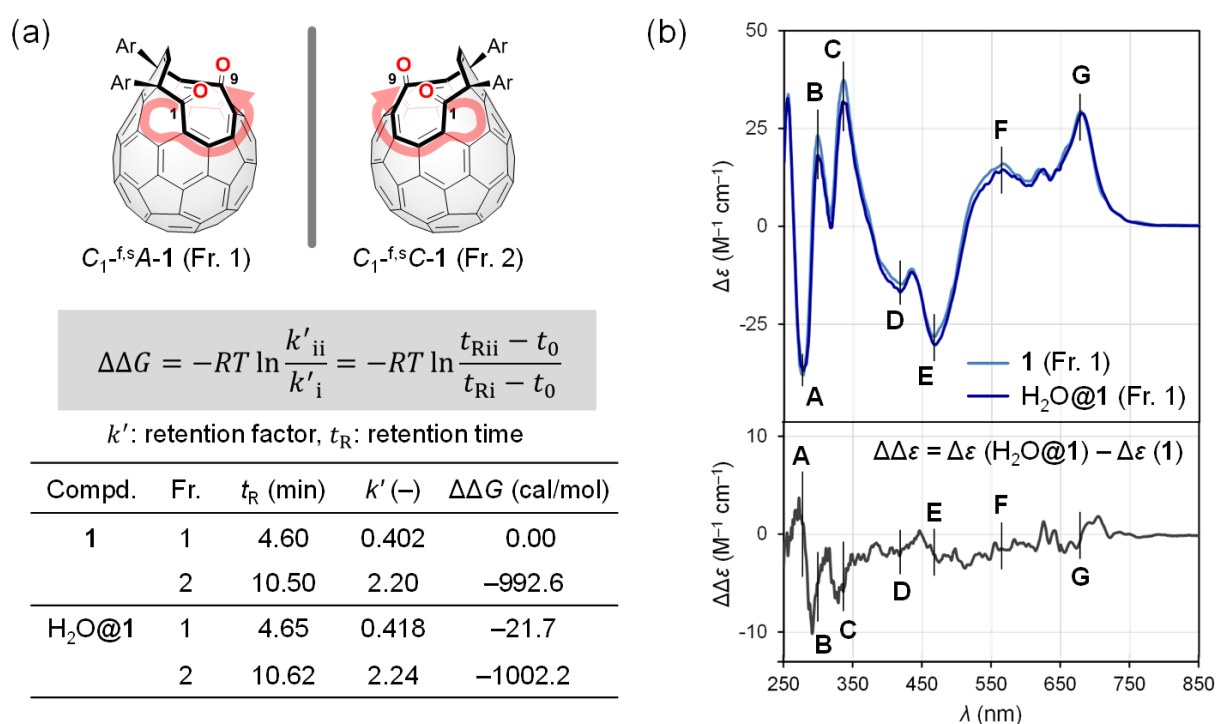 (a)
Ar
Ar
O
9
O
1
O
9
O
1
Ar
Ar
C₁-ᶠ,ˢA-1 (Fr. 1)
C₁-ᶠ,ˢC-1 (Fr. 2)
ΔΔG = −RT ln k′ii/k′i = −RT ln (tRii − t0)/(tRi − t0)
k′: retention factor, tR: retention time
Compd. Fr. tR (min) k′ (–) ΔΔG (cal/mol)
1 1 4.60 0.402 0.00
2 10.50 2.20 −992.6
H₂O@1 1 4.65 0.418 −21.7
2 10.62 2.24 −1002.2
(b)
50
25
0
-25
Δε (M⁻¹ cm⁻¹)
A
B
C
D
E
F
G
1 (Fr. 1)
H₂O@1 (Fr. 1)
10
0
-10
ΔΔε (M⁻¹ cm⁻¹)
ΔΔε = Δε (H₂O@1) − Δε (1)
A
B
C
D
E
F
G
250 350 450 550 650 750 850
λ (nm)